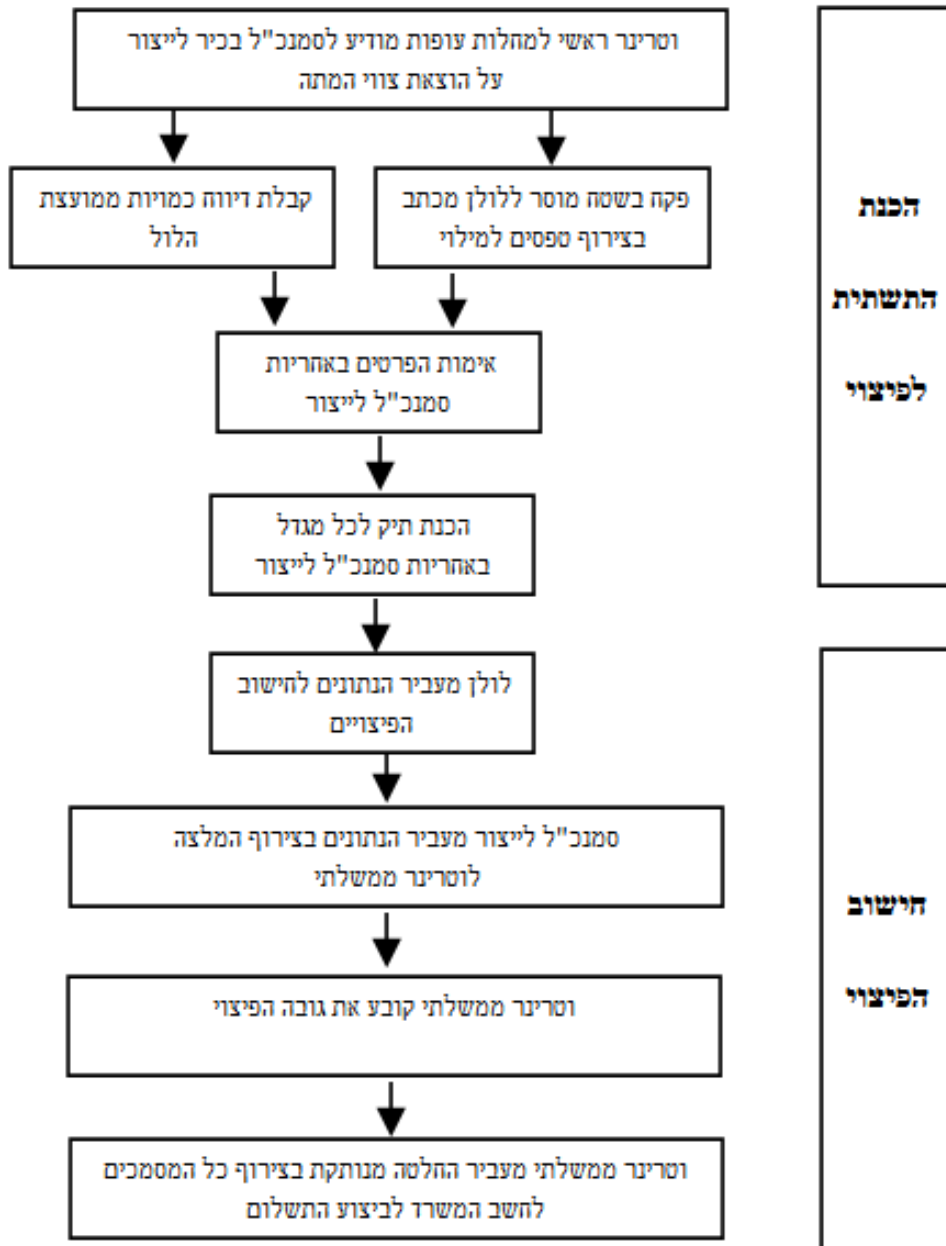 וטרינר ראשי למחלות עופות מודיע לסמנכ"ל בכיר לייצור
על הוצאת צווי המתה
פקח בשטח מוסר ללולן מכתב
בצירוף טפסים למילוי
קבלת דיווח כמויות ממועצת
הלול
אימות הפרטים באחריות
סמנכ"ל לייצור
הכנת תיק לכל מגדל
באחריות סמנכ"ל לייצור
הכנת
התשתית
לפיצוי
לולן מעביר הנתונים לחישוב
הפיצויים
סמנכ"ל לייצור מעביר הנתונים בצירוף המלצה
לוטרינר ממשלתי
וטרינר ממשלתי קובע את גובה הפיצוי
וטרינר ממשלתי מעביר החלטה מנותקת בצירוף כל המסמכים
לחשב המשרד לביצוע התשלום
חישוב
הפיצוי